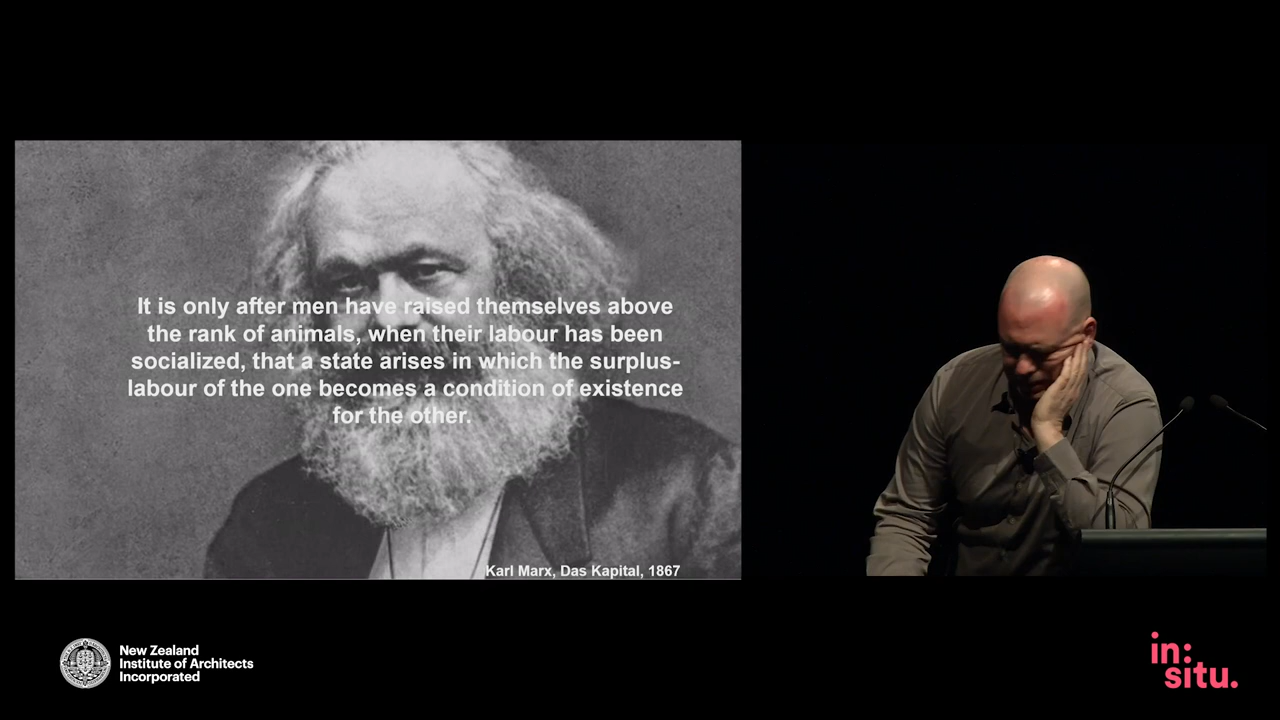 It is only after men have raised themselves above
the rank of animals, when their labour has been
socialized, that a state arises in which the surplus-
labour of the one becomes a condition of existence
for the other.
Karl Marx, Das Kapital, 1867
New Zealand
Institute of Architects
Incorporated
in:
situ.